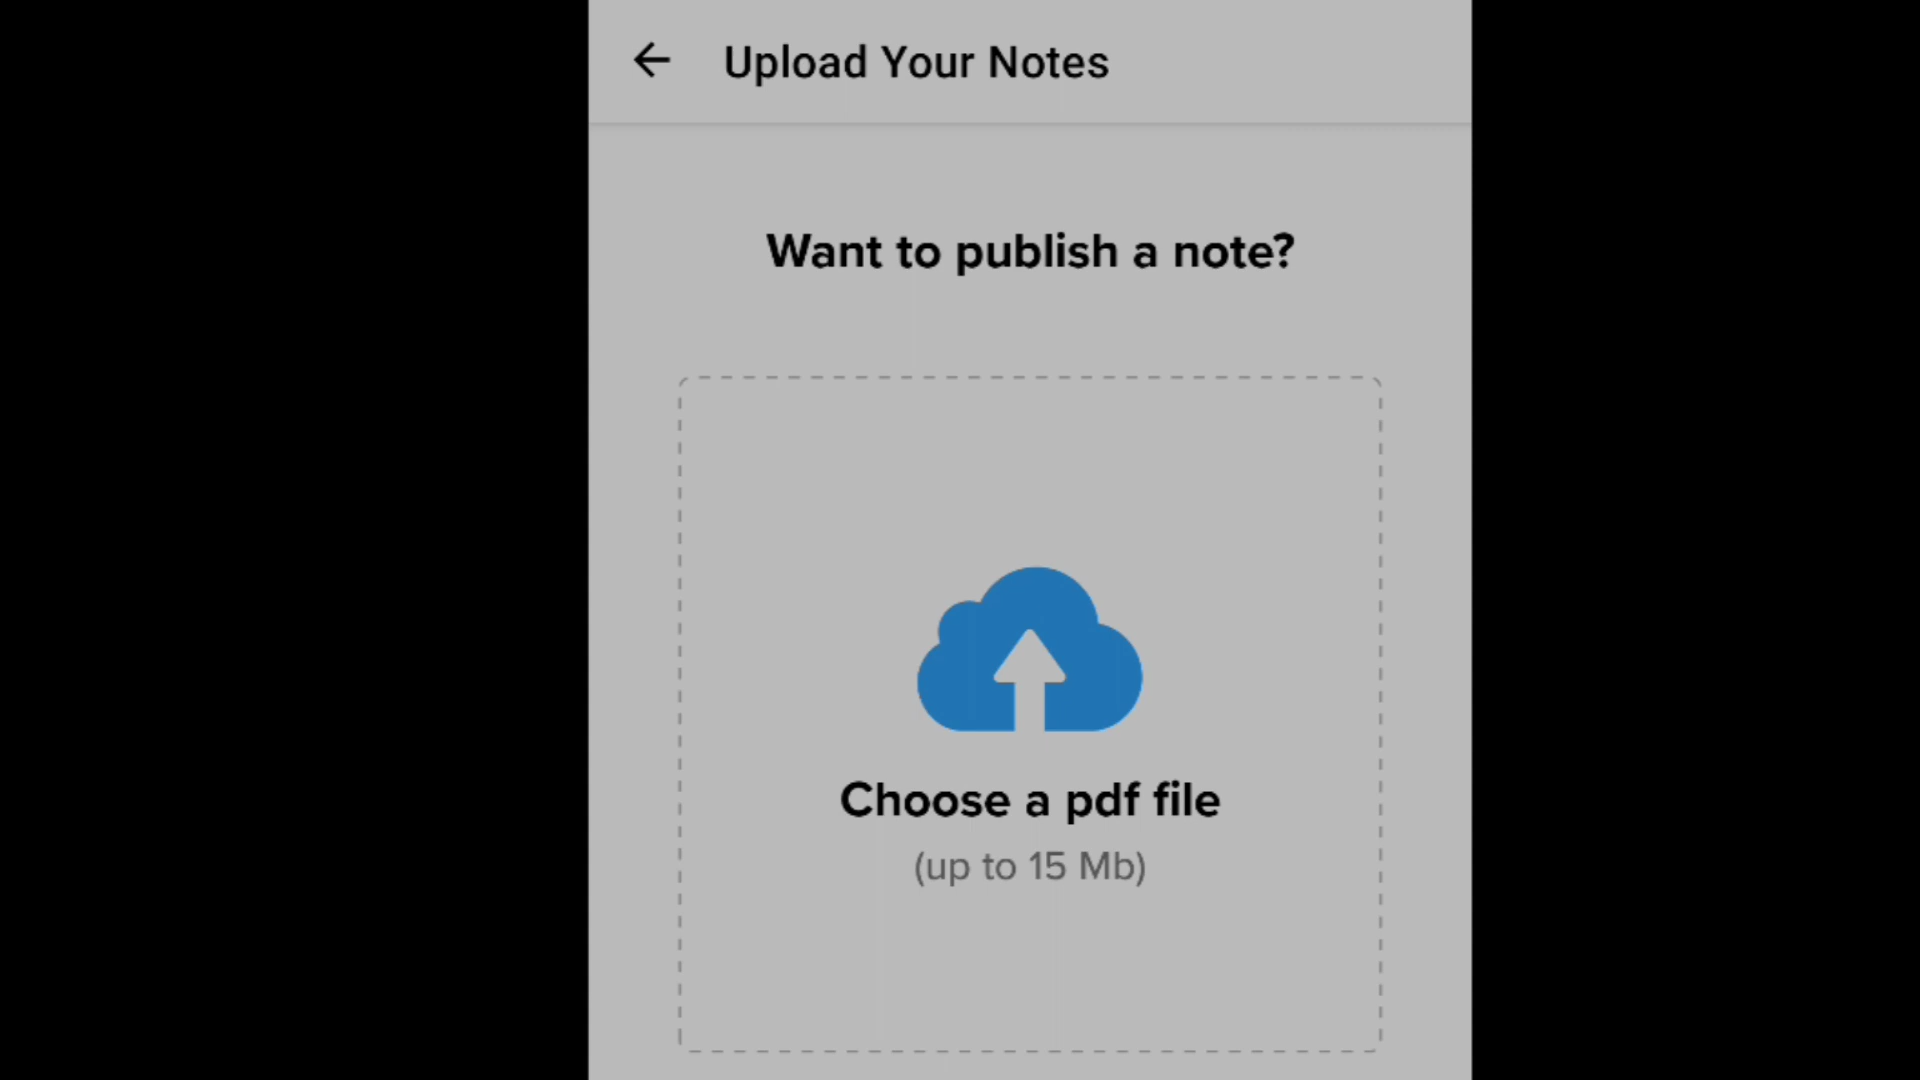 Upload Your Notes
Want to publish a note?
Choose a pdf file
(up to 15 Mb)